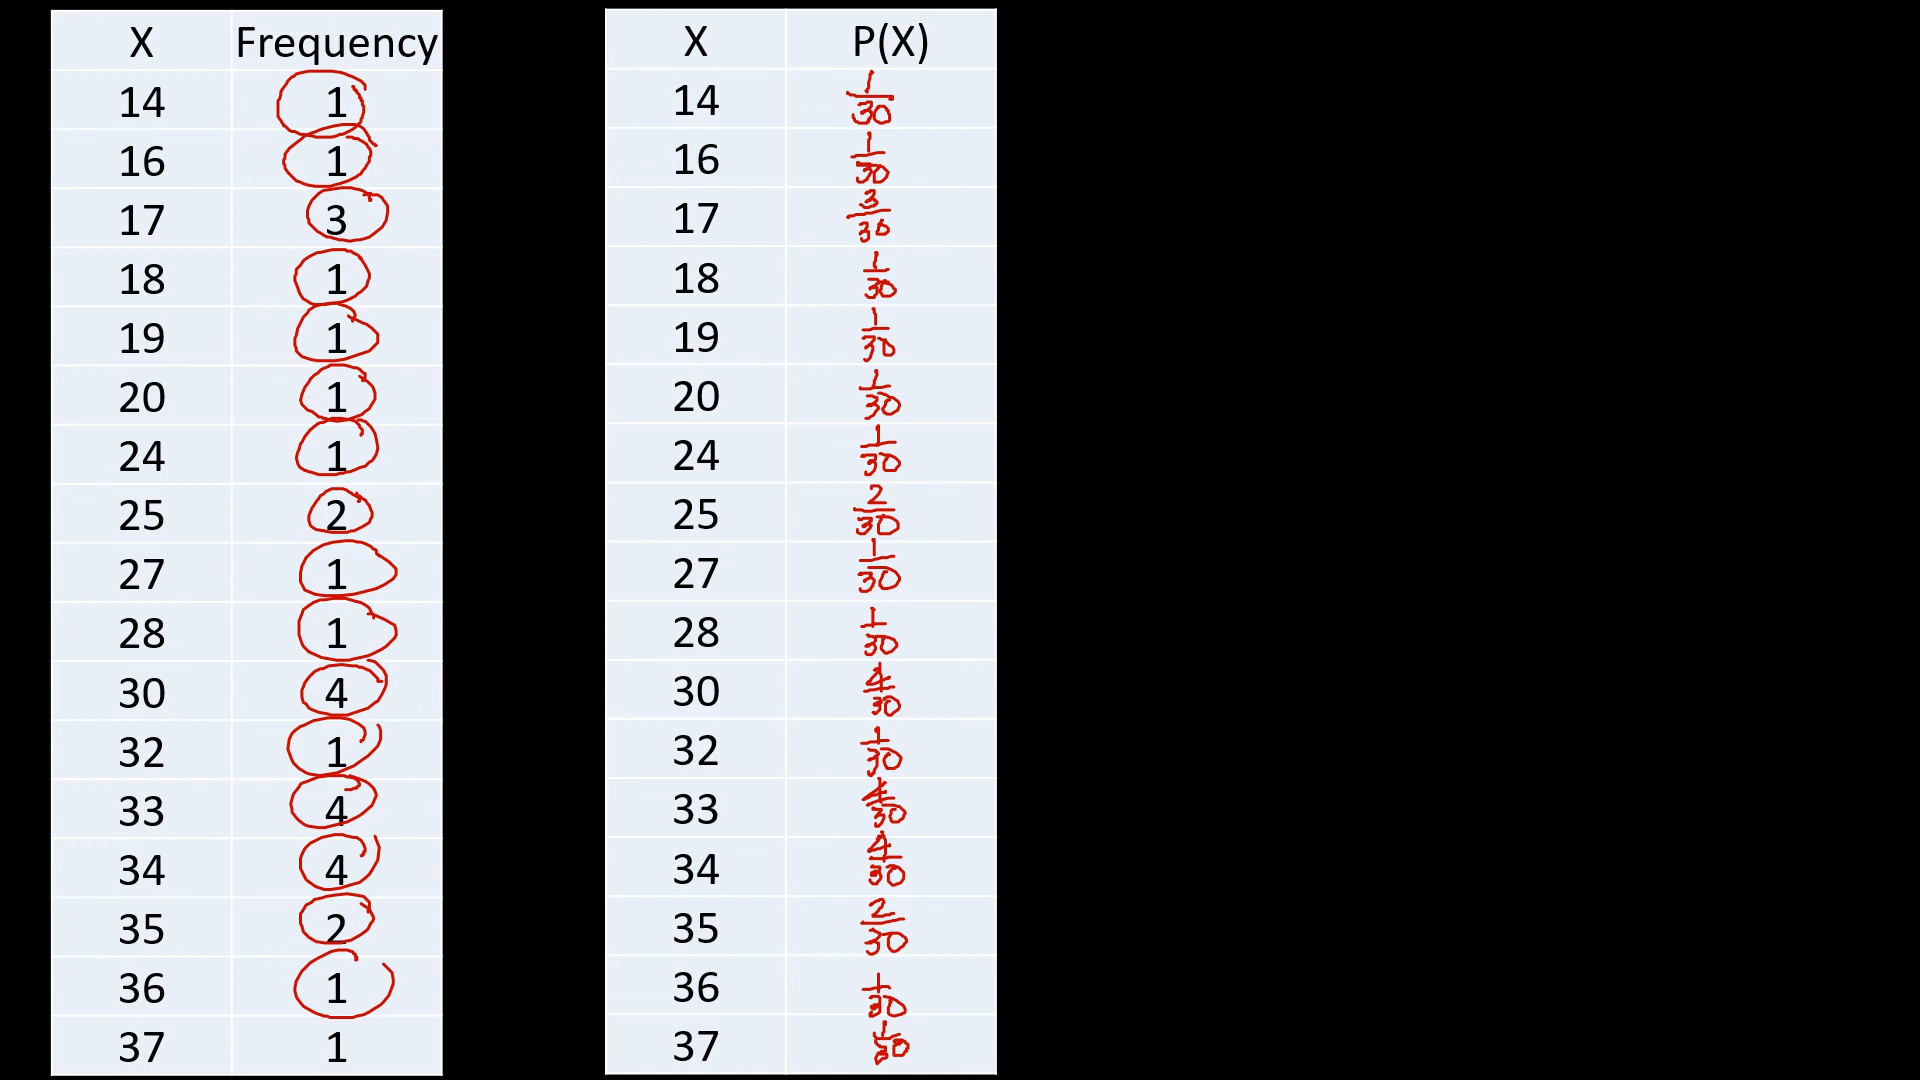 X Frequency X P(X)
14 1 14 1/30
16 1 16 1/30
17 3 17 3/30
18 1 18 1/30
19 1 19 1/30
20 1 20 1/30
24 1 24 1/30
25 2 25 2/30
27 1 27 1/30
28 1 28 1/30
30 4 30 4/30
32 1 32 1/30
33 4 33 4/30
34 4 34 4/30
35 2 35 2/30
36 1 36 1/30
37 1 37 1/30